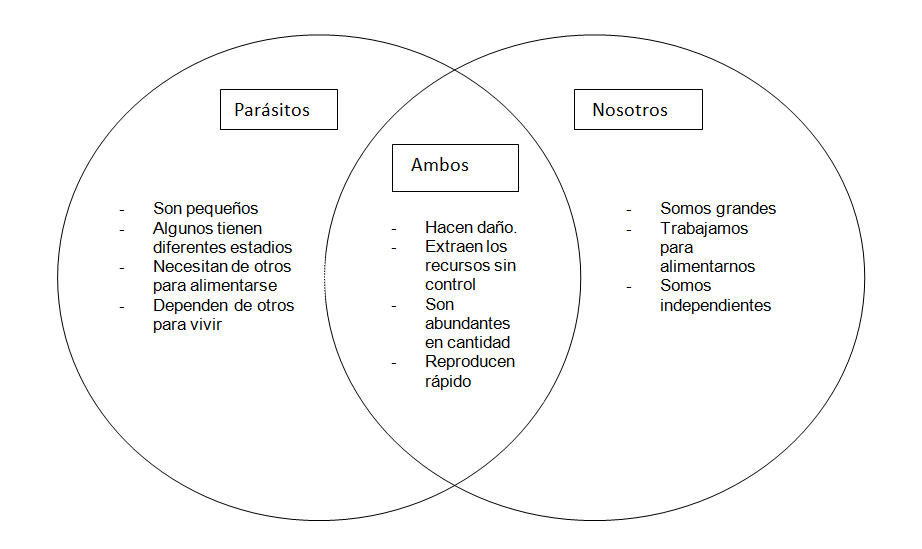 Parásitos
- Son pequeños
- Algunos tienen
diferentes estadios
- Necesitan de otros
para alimentarse
- Dependen de otros
para vivir
Ambos
- Hacen daño.
- Extraen los
recursos sin
control
- Son
abundantes
en cantidad
- Reproducen
rápido
Nosotros
- Somos grandes
- Trabajamos
para
alimentarnos
- Somos
independientes